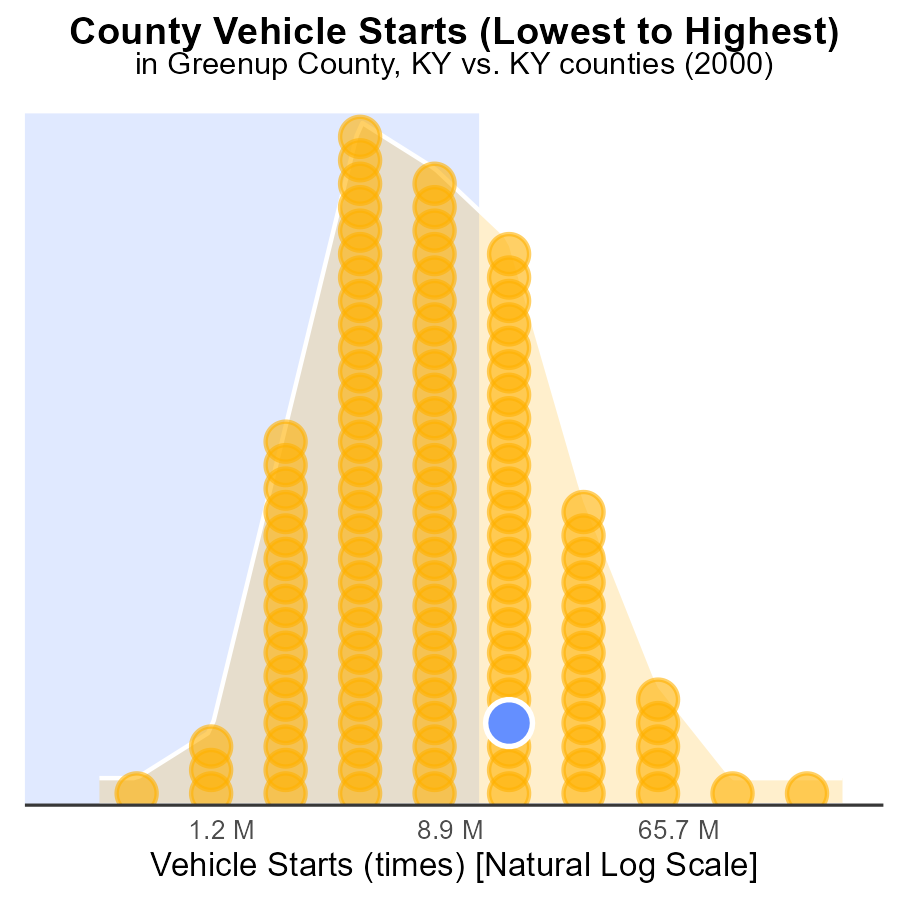 County Vehicle Starts (Lowest to Highest)
in Greenup County, KY vs. KY counties (2000)
1.2 M 8.9 M 65.7 M
Vehicle Starts (times) [Natural Log Scale]